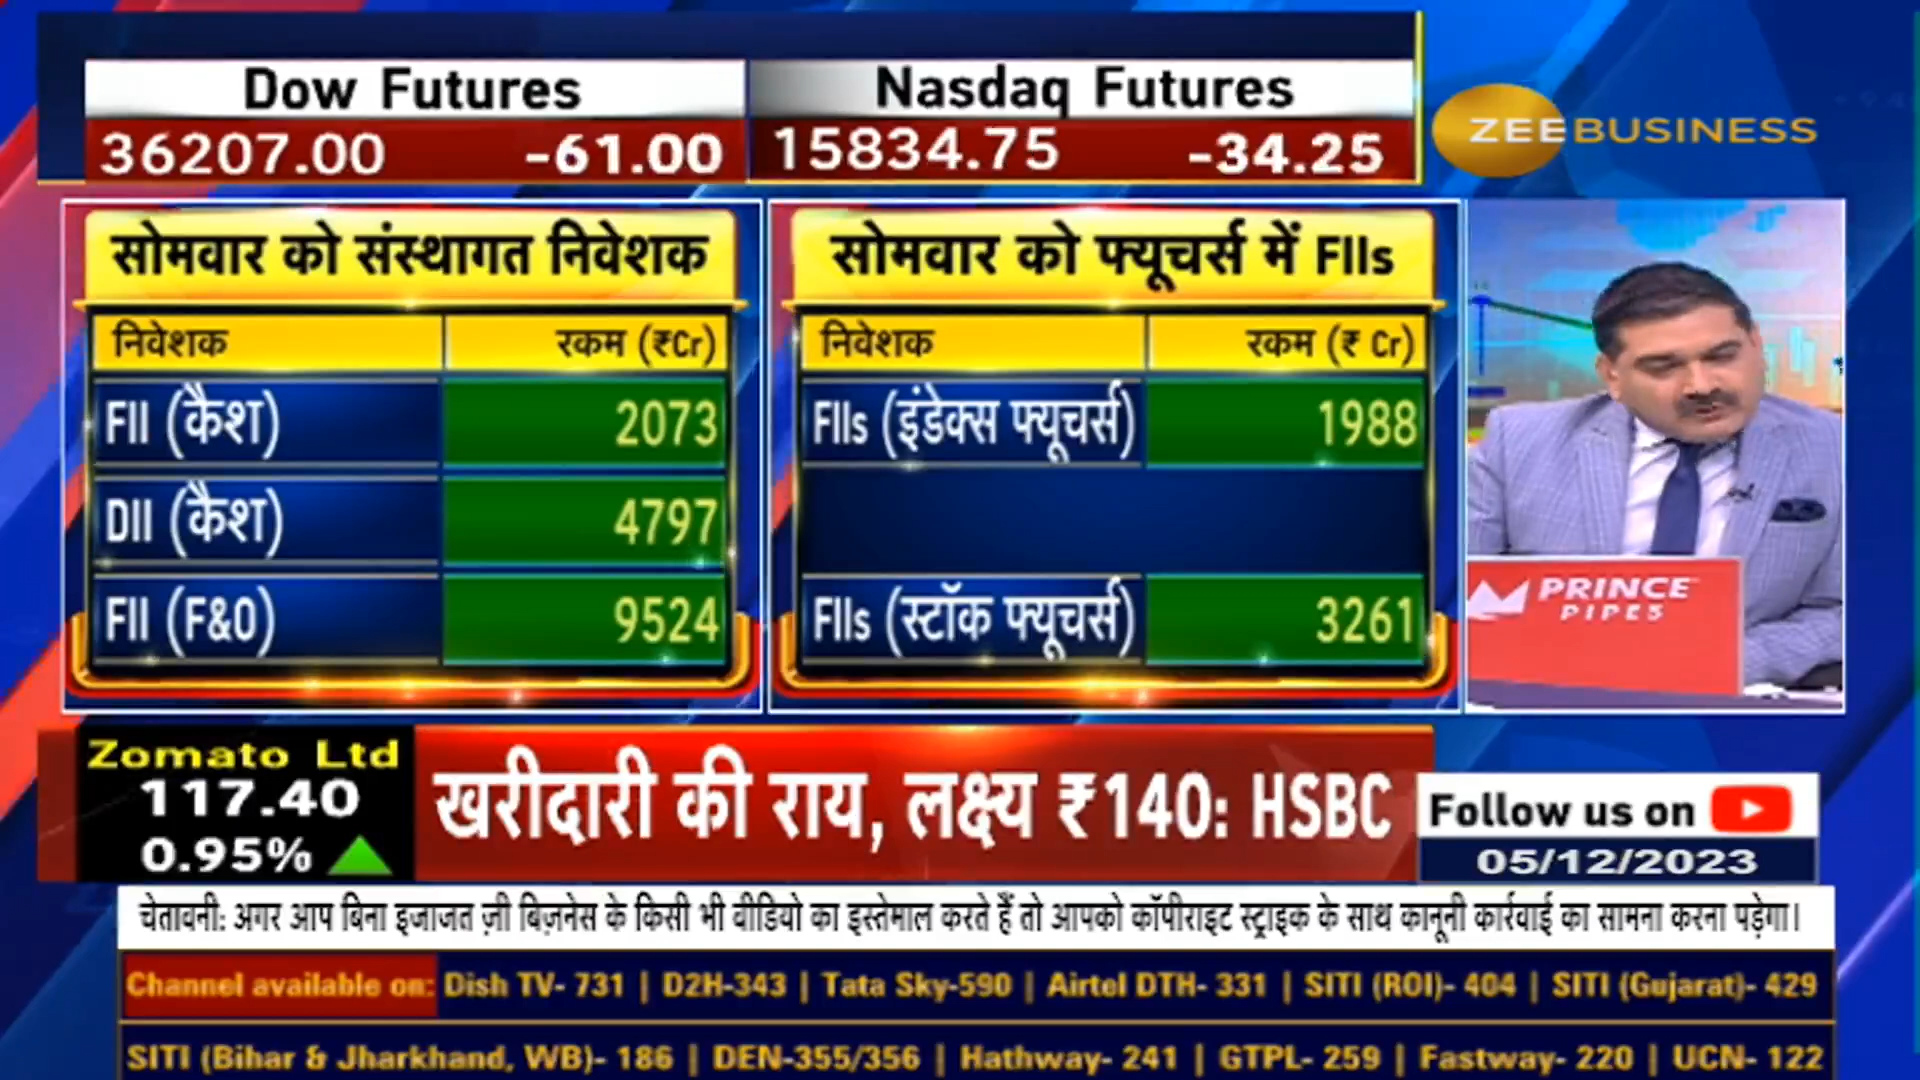 Dow Futures
36207.00 -61.00
Nasdaq Futures
15834.75 -34.25
ZEEBUSINESS
सोमवार को संस्थागत निवेशक
निवेशक रकम (₹Cr)
FII (कैश) 2073
DII (कैश) 4797
FII (F&O) 9524
सोमवार को फ्यूचर्स में FIIs
निवेशक रकम (₹ Cr)
FIIs (इंडेक्स फ्यूचर्स) 1988
FIIs (स्टॉक फ्यूचर्स) 3261
PRINCE
PIPES
Zomato Ltd
117.40
0.95%
खरीदारी की राय, लक्ष्य ₹140: HSBC
Follow us on
05/12/2023
चेतावनी: अगर आप बिना इजाजत ज़ी बिज़नेस के किसी भी वीडियो का इस्तेमाल करते हैं तो आपको कॉपीराइट स्ट्राइक के साथ कानूनी कार्रवाई का सामना करना पड़ेगा।
Channel available on: Dish TV- 731 | D2H-343 | Tata Sky-590 | Airtel DTH- 331 | SITI (ROI)- 404 | SITI (Gujarat)- 429
SITI (Bihar & Jharkhand, WB)- 186 | DEN-355/356 | Hathway- 241 | GTPL- 259 | Fastway- 220 | UCN- 122